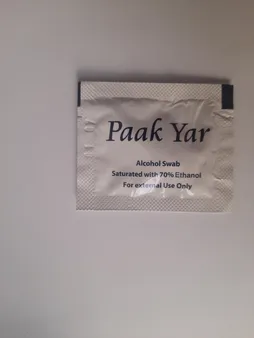 Paak Yar
Alcohol Swab
Saturated with 70% Ethanol
For external Use Only